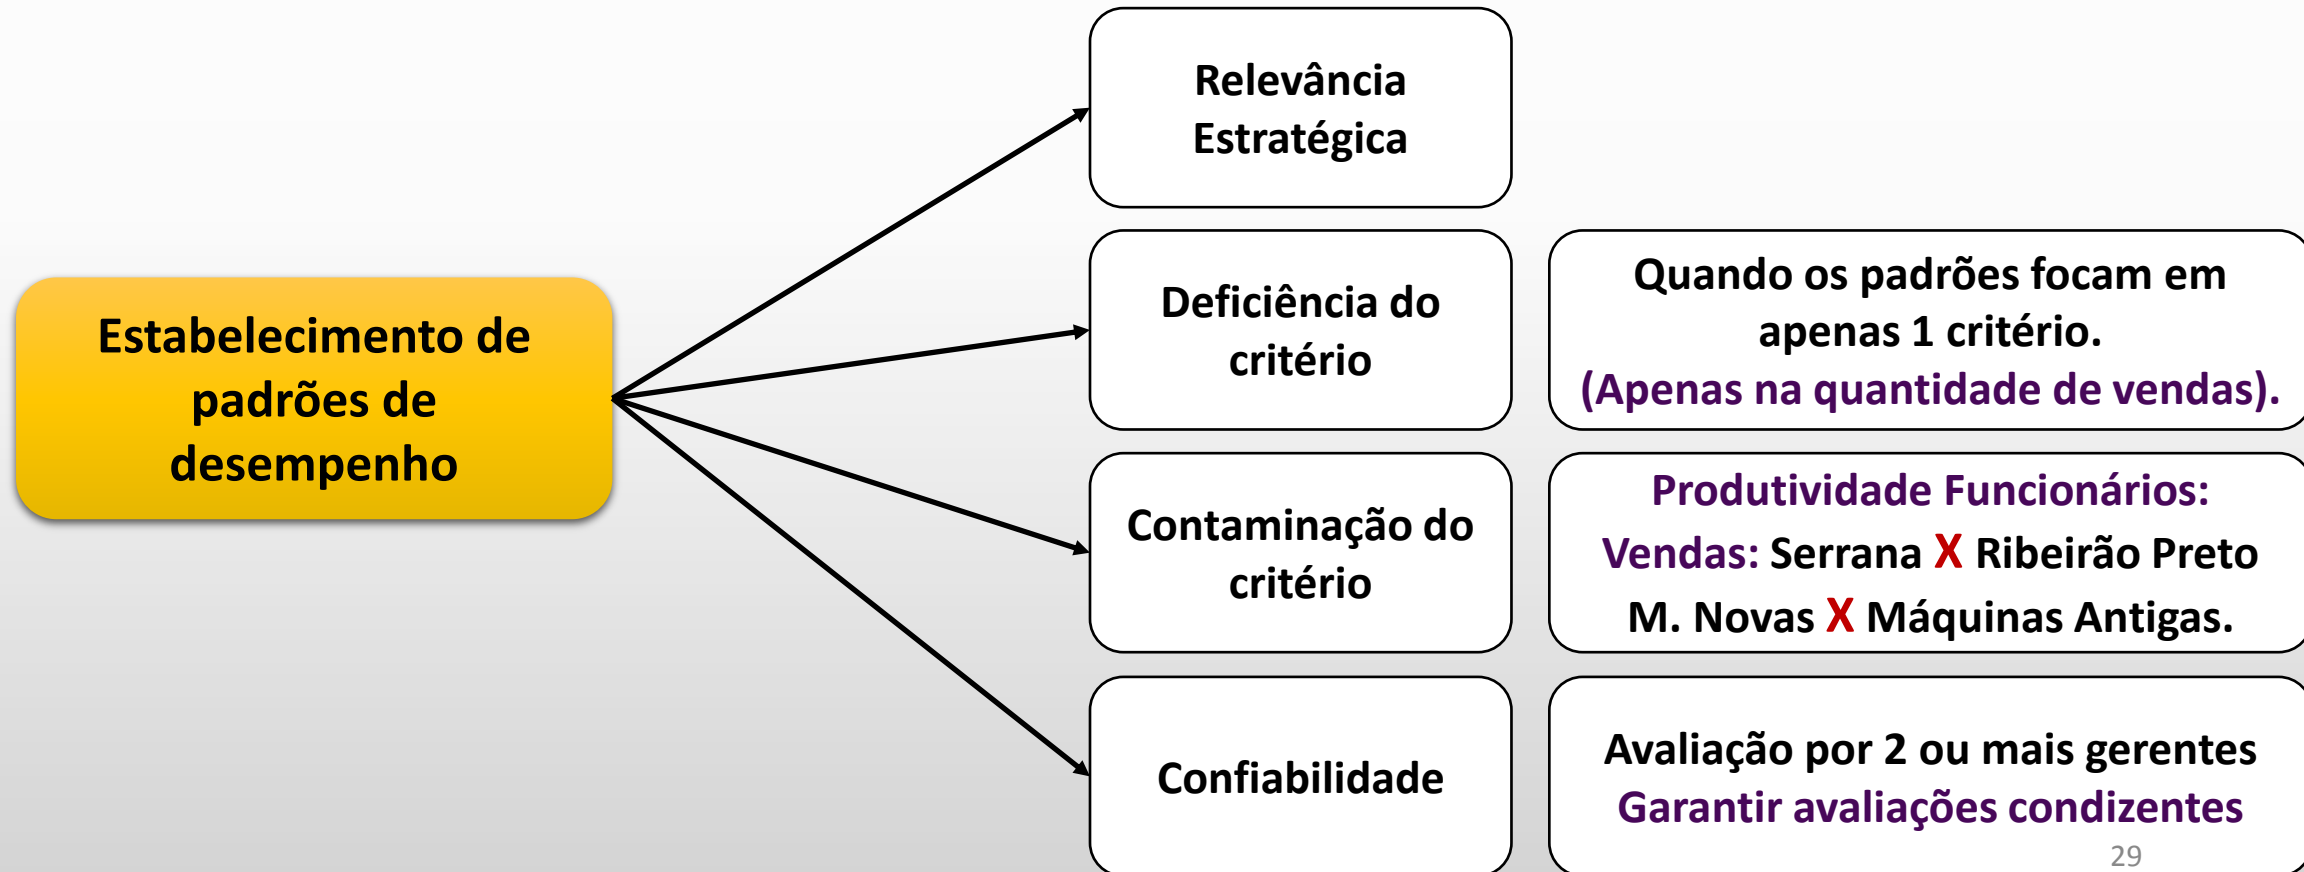 Estabelecimento de
padrões de
desempenho
Relevância
Estratégica
Deficiência do
critério
Quando os padrões focam em
apenas 1 critério.
(Apenas na quantidade de vendas).
Contaminação do
critério
Produtividade Funcionários:
Vendas: Serrana X Ribeirão Preto
M. Novas X Máquinas Antigas.
Confiabilidade
Avaliação por 2 ou mais gerentes
Garantir avaliações condizentes
29